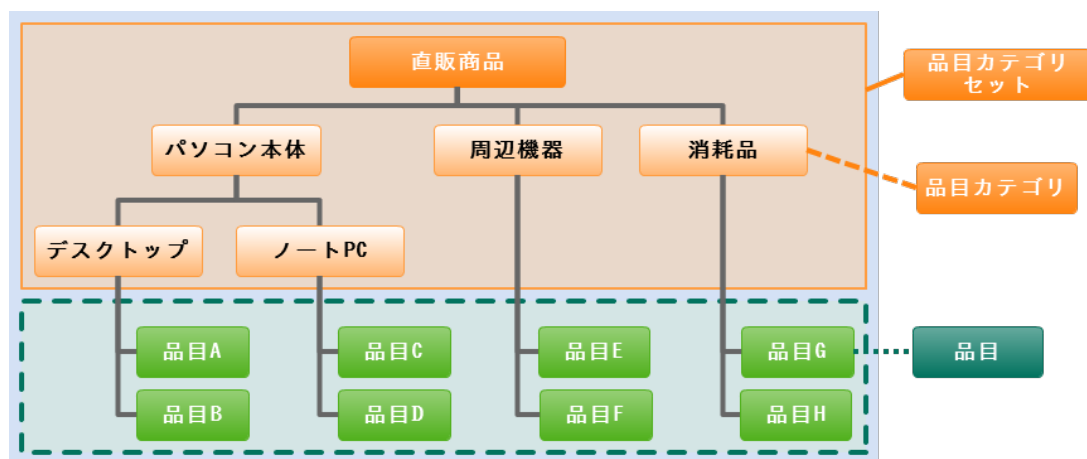 直販商品
品目カテゴリ
セット
パソコン本体
周辺機器
消耗品
品目カテゴリ
デスクトップ
ノートPC
品目A
品目C
品目E
品目G
品目
品目B
品目D
品目F
品目H